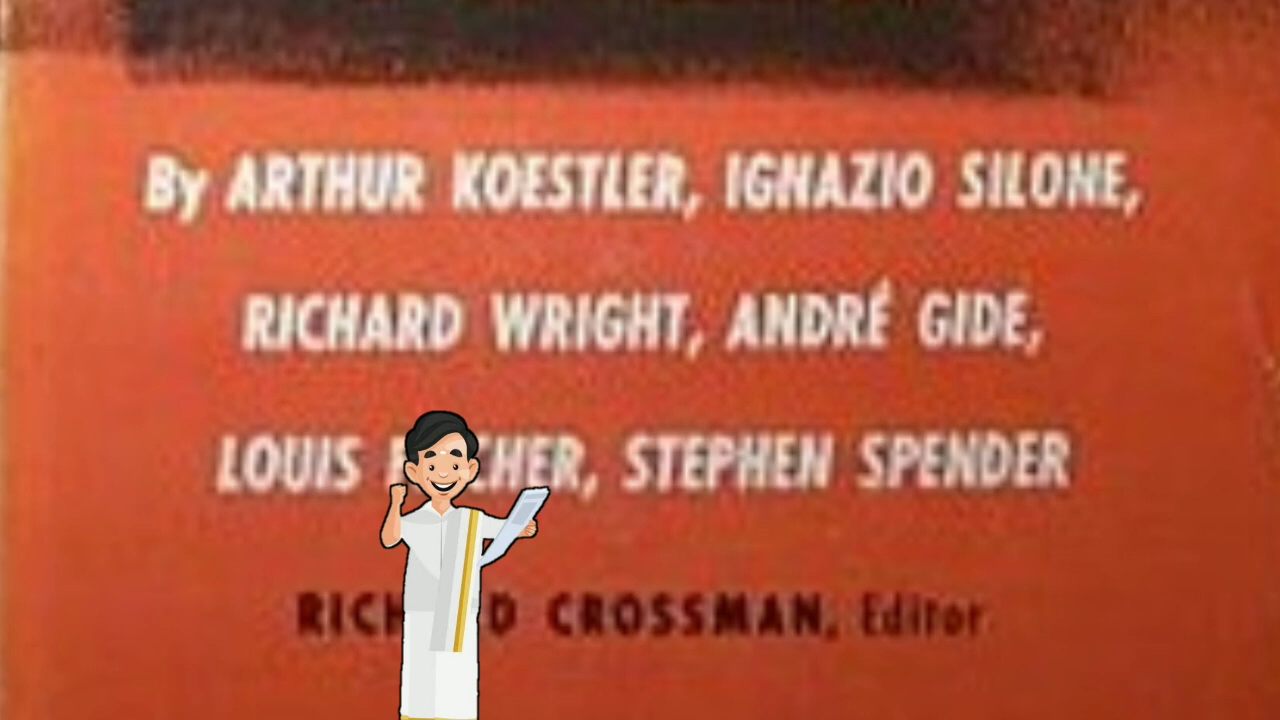 By ARTHUR KOESTLER, IGNAZIO SILONE,
RICHARD WRIGHT, ANDRÉ GIDE,
LOUIS STEPHEN SPENDER
CROSSMAN, Editor